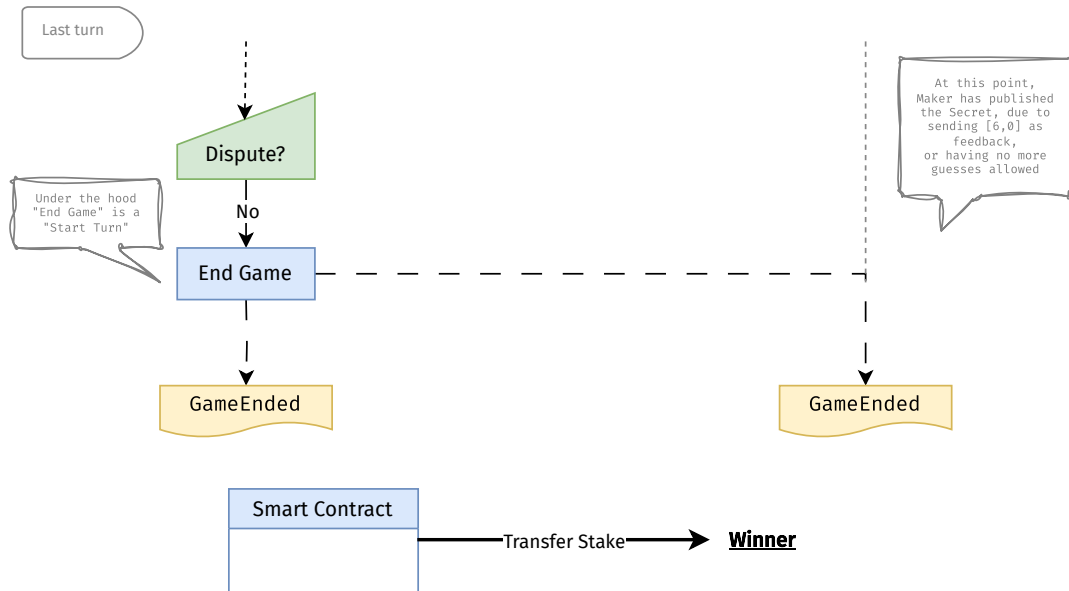 Last turn
At this point,
Maker has published
the Secret, due to
sending [6,0] as
feedback,
or having no more
guesses allowed
Dispute?
Under the hood
"End Game" is a
"Start Turn"
No
End Game
GameEnded
GameEnded
Smart Contract
Transfer Stake
Winner